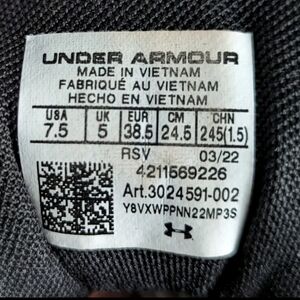 UNDER ARMOUR
MADE IN VIETNAM
FABRIQUÉ AU VIETNAM
HECHO EN VIETNAM
USA UK EUR CM CHN
7.5 5 38.5 24.5 245(1.5)
RSV 03/22
4211569226
Art.3024591-002
Y8VXWPPNN22MP3S